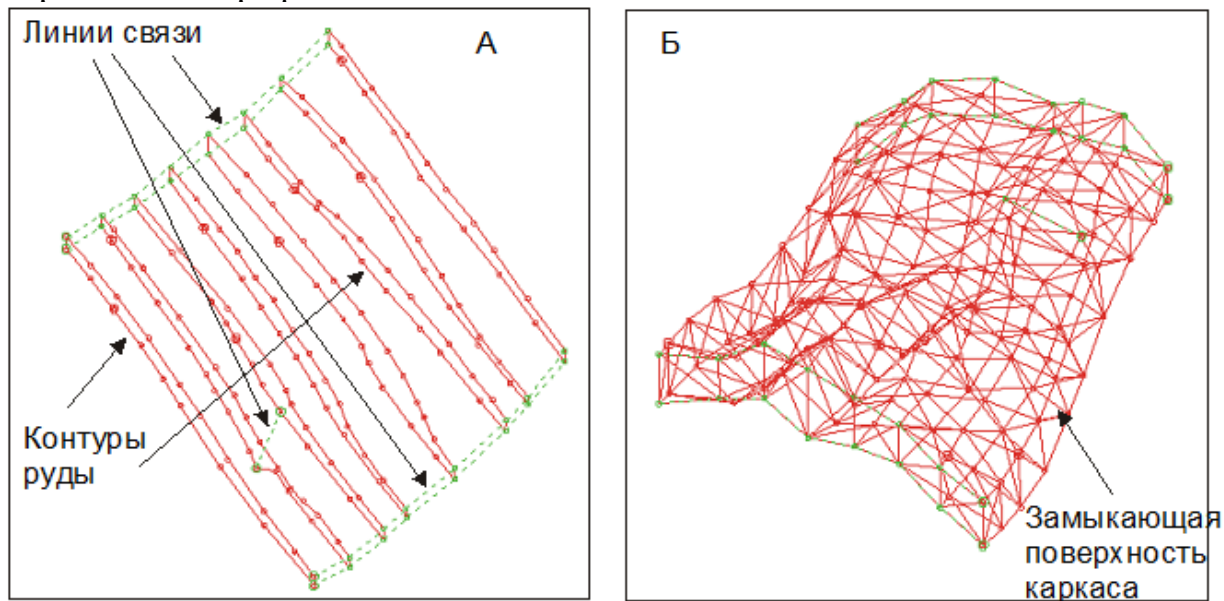 Линии связи
А
Контуры
руды
Б
Замыкающая
поверхность
каркаса